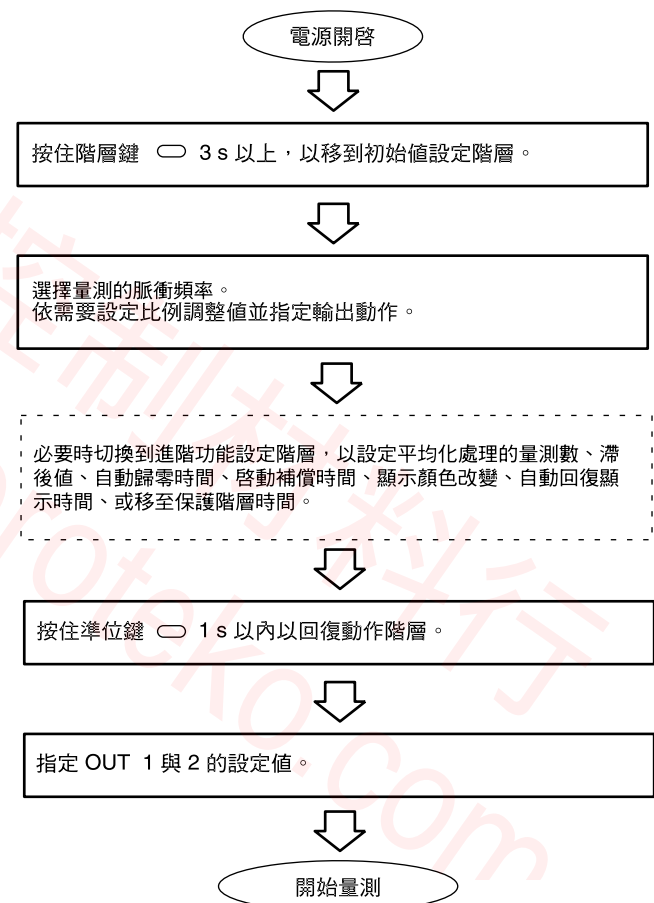 電源開啓
按住階層鍵 3 s 以上，以移到初始值設定階層。
選擇量測的脈衝頻率。
依需要設定比例調整值並指定輸出動作。
必要時切換到進階功能設定階層，以設定平均化處理的量測數、滯
後值、自動歸零時間、啓動補償時間、顯示顏色改變、自動回復顯
示時間、或移至保護階層時間。
按住準位鍵 1 s 以內以回復動作階層。
指定 OUT 1 與 2 的設定值。
開始量測
控制材料行
proteko.com